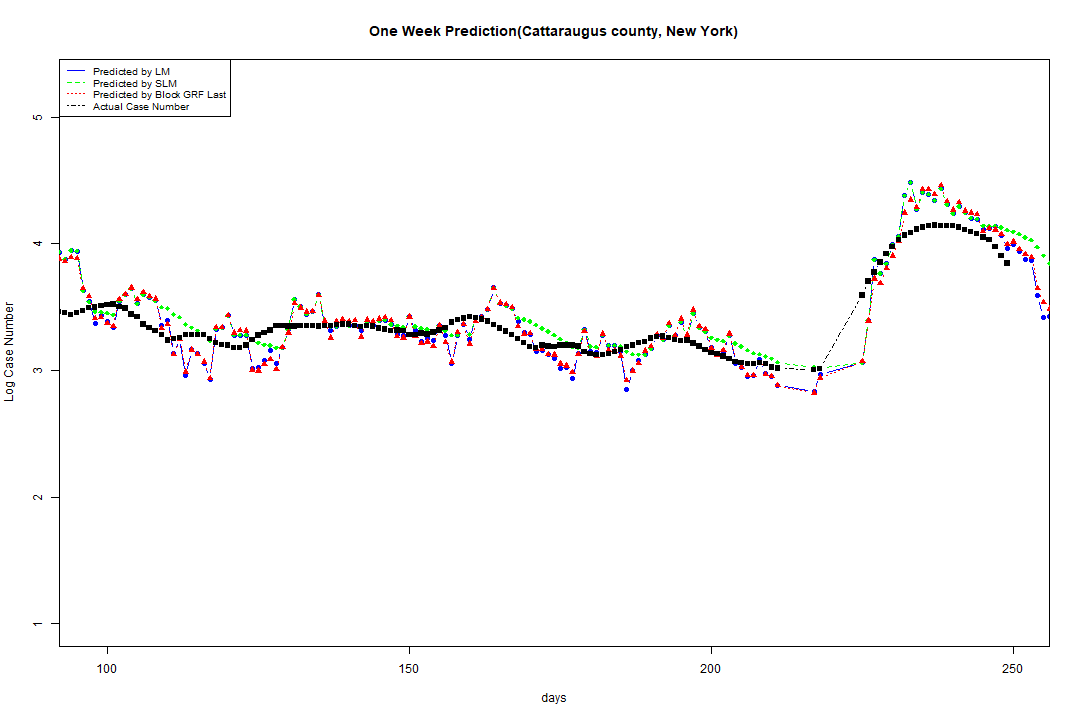 One Week Prediction(Cattaraugus county, New York)
Predicted by LM
Predicted by SLM
Predicted by Block GRF Last
Actual Case Number
5
4
3
2
1
Log Case Number
100 150 200 250
days